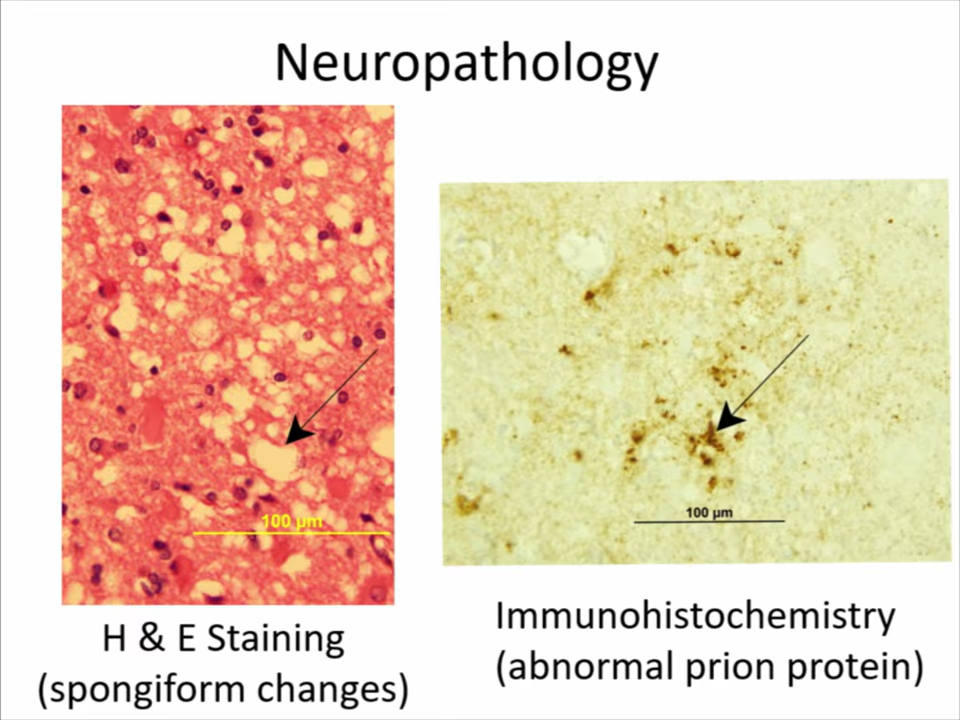 Neuropathology
100 µm
100 µm
H & E Staining
(spongiform changes)
Immunohistochemistry
(abnormal prion protein)